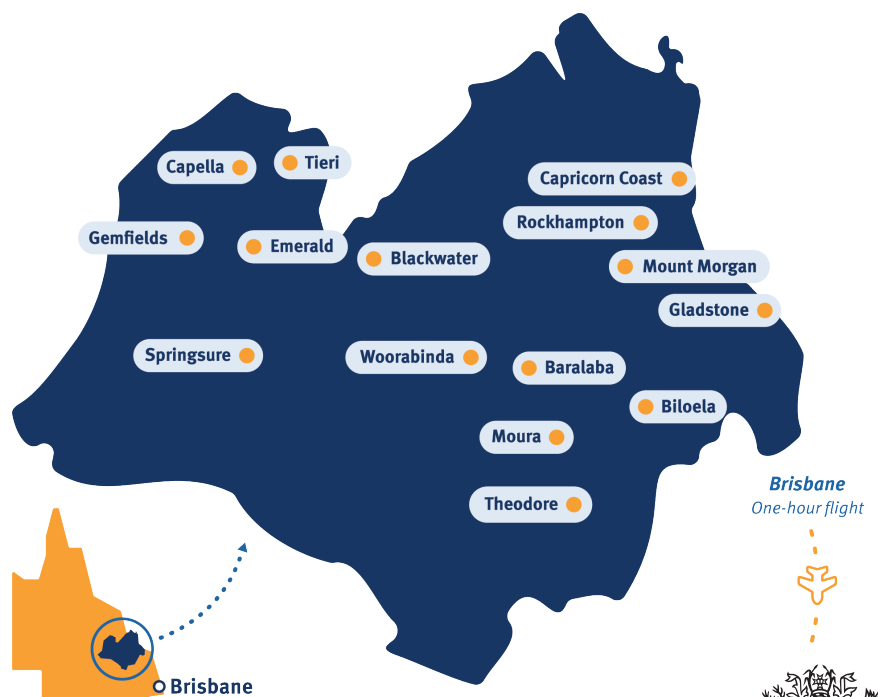 Capella
Tieri
Capricorn Coast
Rockhampton
Gemfields
Emerald
Blackwater
Mount Morgan
Gladstone
Springsure
Woorabinda
Baralaba
Biloela
Moura
Theodore
Brisbane
One-hour flight
Brisbane